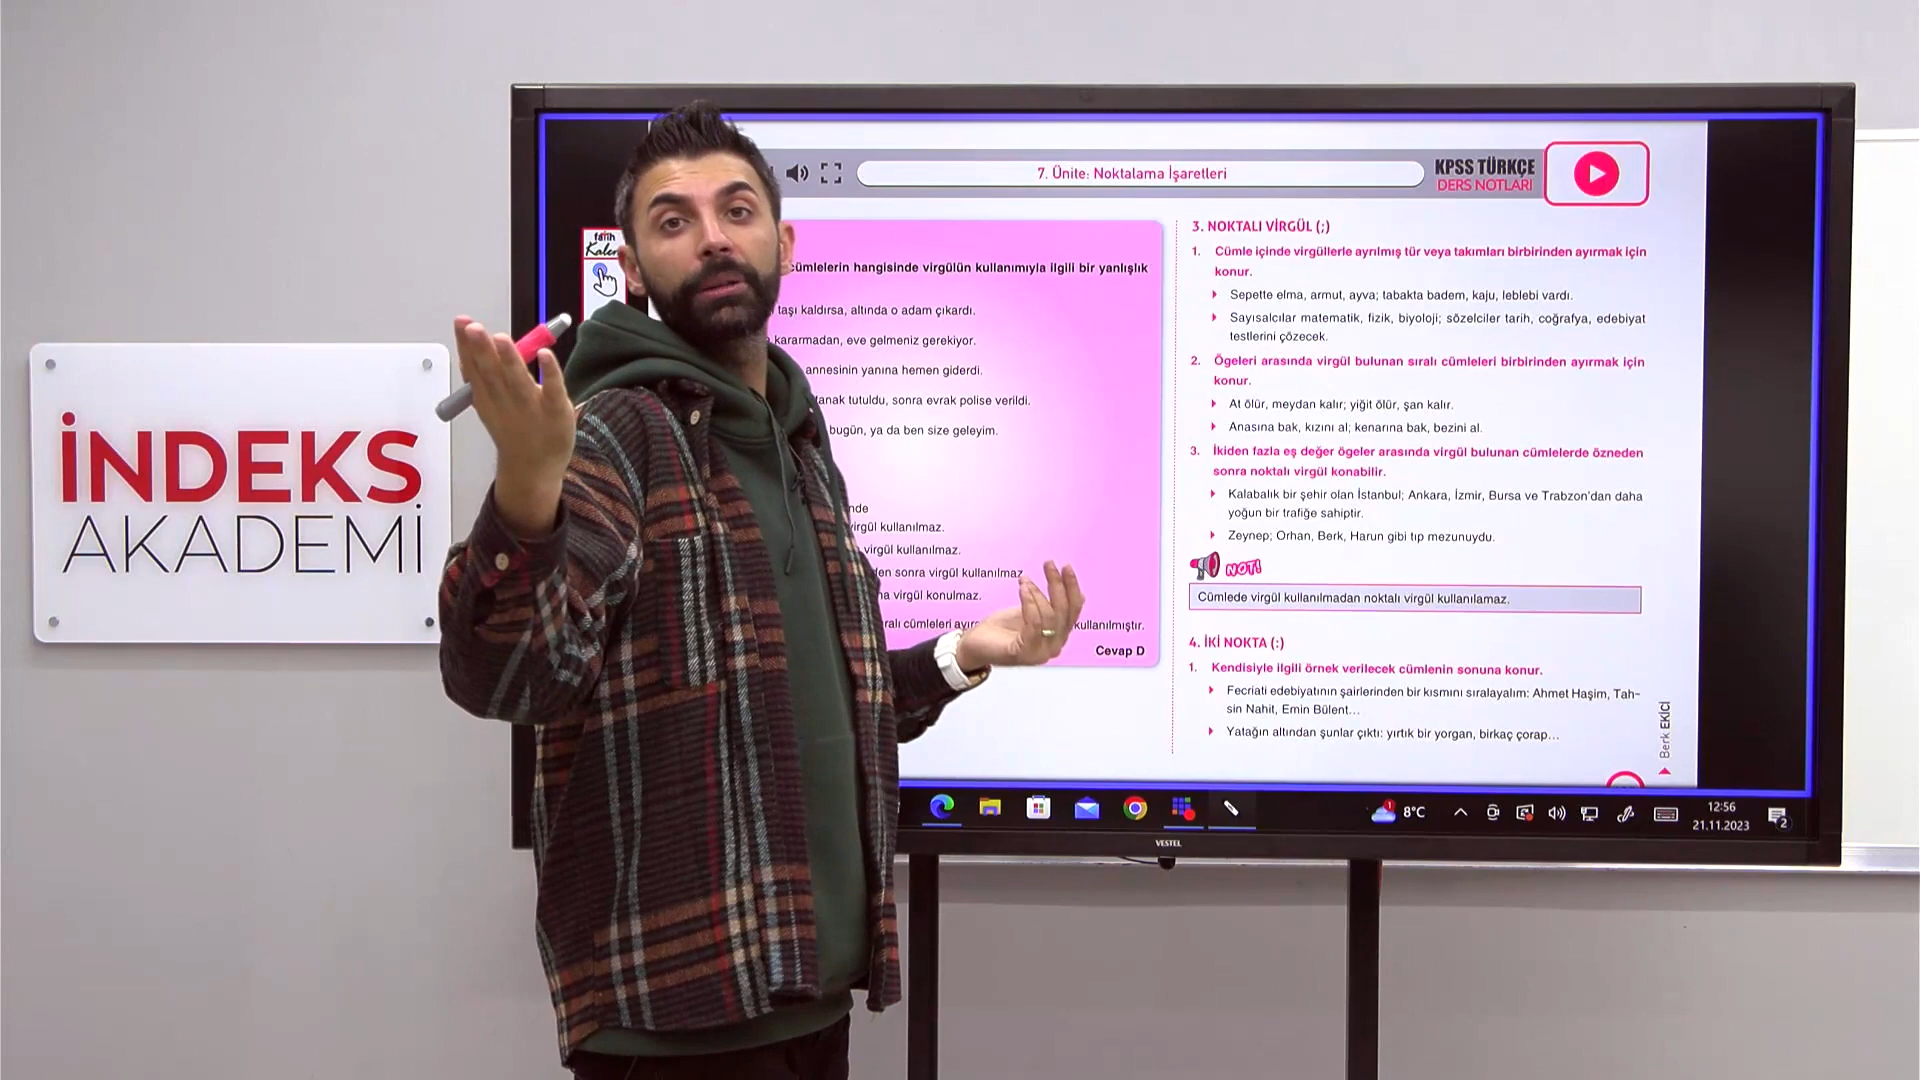 İNDEKS
AKADEMİ
7. Ünite: Noktalama İşaretleri
KPSS TÜRKÇE
DERS NOTLARI
fatih
Kalem
cümlelerin hangisinde virgülün kullanımıyla ilgili bir yanlışlık
taşı kaldırsa, altında o adam çıkardı.
kararmadan, eve gelmeniz gerekiyor.
annesinin yanına hemen giderdi.
tutuldu, sonra evrak polise verildi.
bugün, ya da ben size geleyim.
virgül kullanılmaz.
virgül kullanılmaz.
sonra virgül kullanılmaz
virgül konulmaz.
cümleleri kullanılmıştır.
Cevap D
3. NOKTALI VİRGÜL (;)
1. Cümle içinde virgüllerle ayrılmış tür veya takımları birbirinden ayırmak için
konur.
Sepette elma, armut, ayva; tabakta badem, kaju, leblebi vardı.
Sayısalcılar matematik, fizik, biyoloji; sözelciler tarih, coğrafya, edebiyat
testlerini çözecek.
2. Ögeleri arasında virgül bulunan sıralı cümleleri birbirinden ayırmak için
konur.
At ölür, meydan kalır; yiğit ölür, şan kalır.
Anasına bak, kızını al; kenarına bak, bezini al.
3. İkiden fazla eş değer ögeler arasında virgül bulunan cümlelerde özneden
sonra noktalı virgül konabilir.
Kalabalık bir şehir olan İstanbul; Ankara, İzmir, Bursa ve Trabzon'dan daha
yoğun bir trafiğe sahiptir.
Zeynep; Orhan, Berk, Harun gibi tıp mezunuydu.
NOT!
Cümlede virgül kullanılmadan noktalı virgül kullanılamaz.
4. İKİ NOKTA (:)
1. Kendisiyle ilgili örnek verilecek cümlenin sonuna konur.
Fecriati edebiyatının şairlerinden bir kısmını sıralayalım: Ahmet Haşim, Tah-
sin Nahit, Emin Bülent...
Yatağın altından şunlar çıktı: yırtık bir yorgan, birkaç çorap...
Berk EKİCİ
1
8°C
12:56
21.11.2023
2
VESTEL